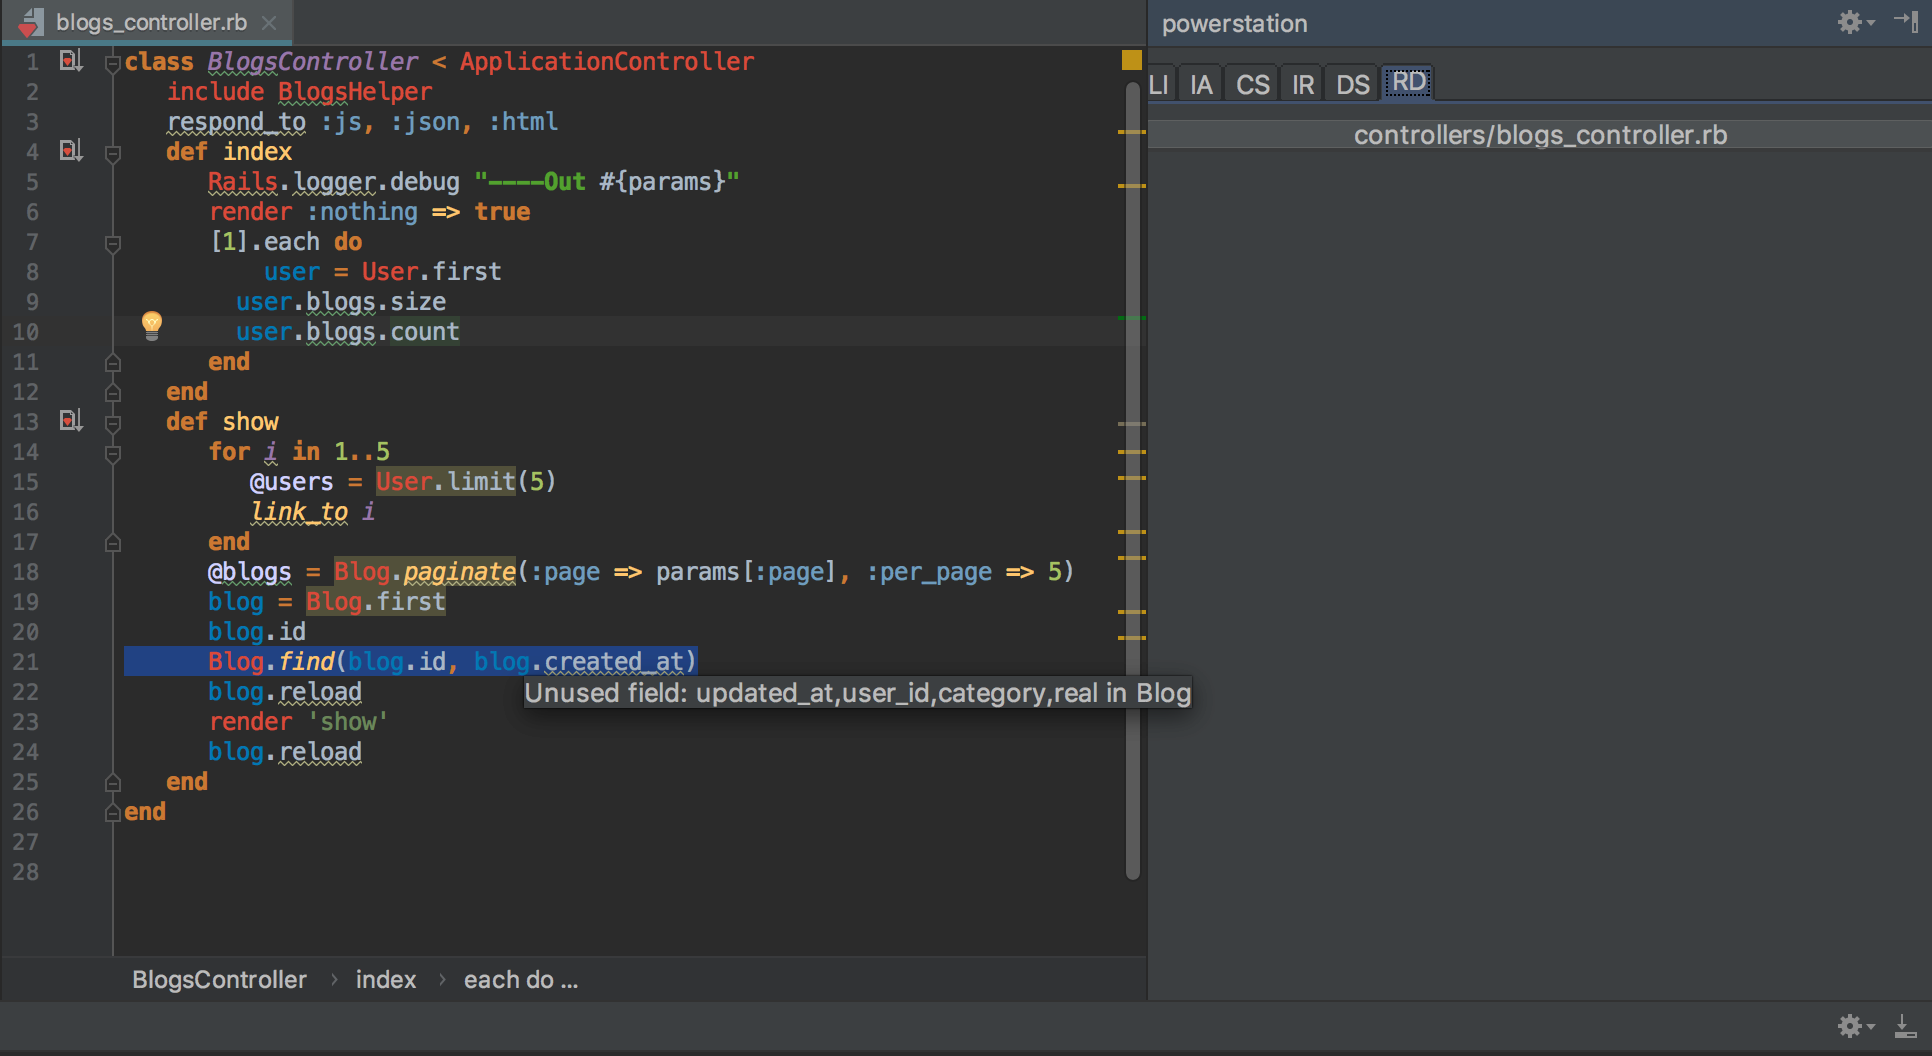 blogs_controller.rb
powerstation
LI IA CS IR DS RD
controllers/blogs_controller.rb
1 class BlogsController < ApplicationController
2 include BlogsHelper
3 respond_to :js, :json, :html
4 def index
5 Rails.logger.debug "----Out #{params}"
6 render :nothing => true
7 [1].each do
8 user = User.first
9 user.blogs.size
10 user.blogs.count
11 end
12 end
13 def show
14 for i in 1..5
15 @users = User.limit(5)
16 link_to i
17 end
18 @blogs = Blog.paginate(:page => params[:page], :per_page => 5)
19 blog = Blog.first
20 blog.id
21 Blog.find(blog.id, blog.created_at)
22 blog.reload
Unused field: updated_at,user_id,category,real in Blog
23 render 'show'
24 blog.reload
25 end
26 end
27
28
BlogsController › index › each do ...